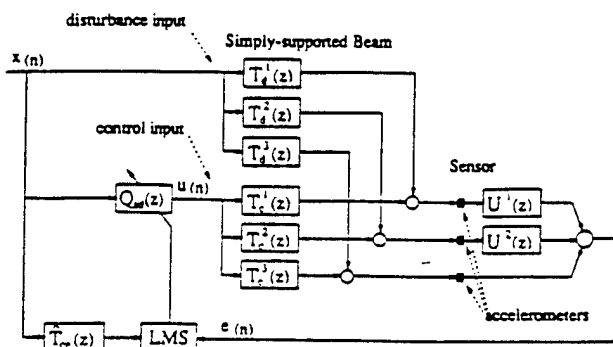 disturbance input
Simply-supported Beam
x (n)
T_d^1(z)
T_d^2(z)
T_d^3(z)
control input
Sensor
u (n)
Q_ad(z)
T_c^1(z)
U^1(z)
T_c^2(z)
U^2(z)
T_c^3(z)
accelerometers
e (n)
T̂_ce(z)
LMS